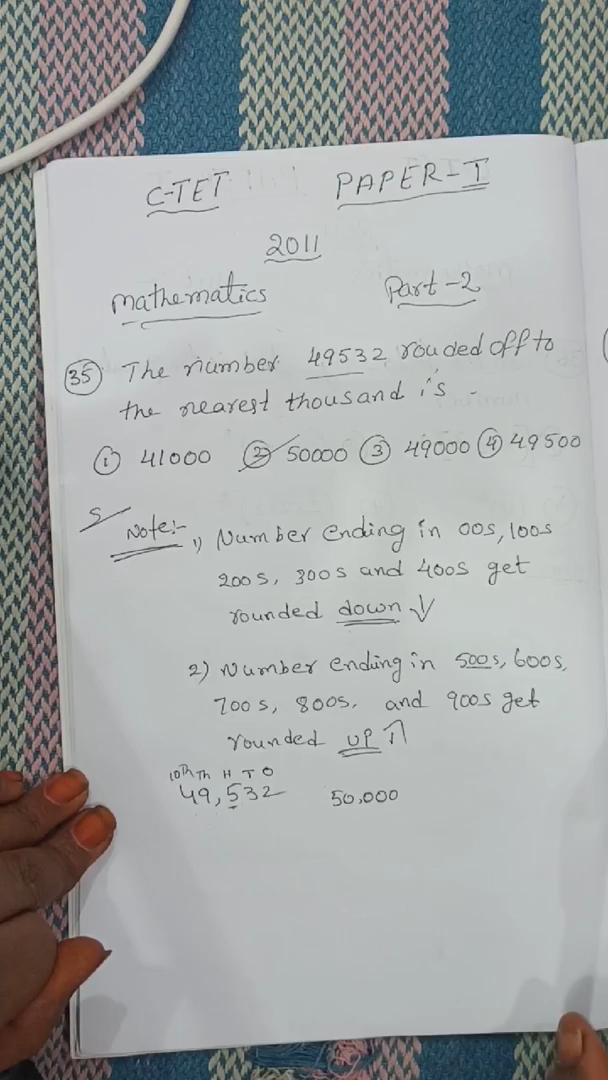 C-TET PAPER-I
2011
Mathematics Part-2
35 The number 49532 rouded off to
the nearest thousand is -
1 41000 2 50000 3 49000 4 49500
S Note:- 1) Number ending in 00s, 100s
200s, 300s and 400s get
rounded down ↓
2) Number ending in 500s, 600s,
700s, 800s, and 900s get
rounded UP ↑
10Th Th H T O
49,532 50,000